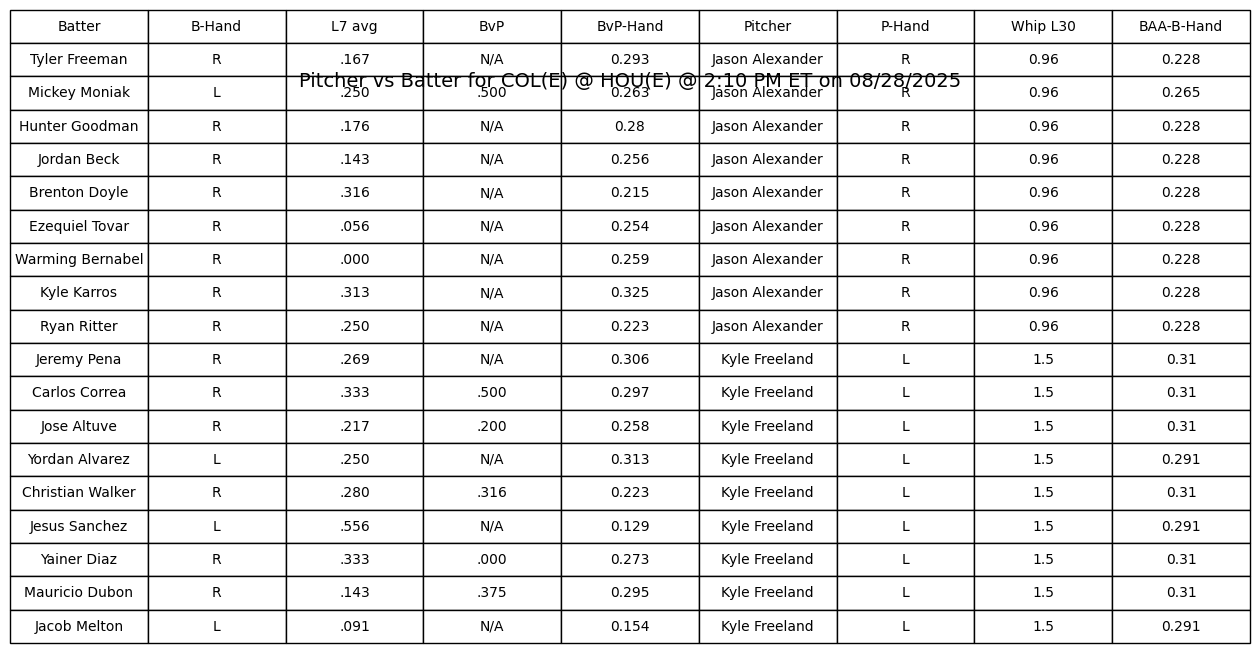 Batter B-Hand L7 avg BvP BvP-Hand Pitcher P-Hand Whip L30 BAA-B-Hand
Tyler Freeman R .167 N/A 0.293 Jason Alexander R 0.96 0.228
Pitcher vs Batter for COL(E) @ HOU(E) @ 2:10 PM ET on 08/28/2025
Mickey Moniak L .250 .500 0.263 Jason Alexander R 0.96 0.265
Hunter Goodman R .176 N/A 0.28 Jason Alexander R 0.96 0.228
Jordan Beck R .143 N/A 0.256 Jason Alexander R 0.96 0.228
Brenton Doyle R .316 N/A 0.215 Jason Alexander R 0.96 0.228
Ezequiel Tovar R .056 N/A 0.254 Jason Alexander R 0.96 0.228
Warming Bernabel R .000 N/A 0.259 Jason Alexander R 0.96 0.228
Kyle Karros R .313 N/A 0.325 Jason Alexander R 0.96 0.228
Ryan Ritter R .250 N/A 0.223 Jason Alexander R 0.96 0.228
Jeremy Pena R .269 N/A 0.306 Kyle Freeland L 1.5 0.31
Carlos Correa R .333 .500 0.297 Kyle Freeland L 1.5 0.31
Jose Altuve R .217 .200 0.258 Kyle Freeland L 1.5 0.31
Yordan Alvarez L .250 N/A 0.313 Kyle Freeland L 1.5 0.291
Christian Walker R .280 .316 0.223 Kyle Freeland L 1.5 0.31
Jesus Sanchez L .556 N/A 0.129 Kyle Freeland L 1.5 0.291
Yainer Diaz R .333 .000 0.273 Kyle Freeland L 1.5 0.31
Mauricio Dubon R .143 .375 0.295 Kyle Freeland L 1.5 0.31
Jacob Melton L .091 N/A 0.154 Kyle Freeland L 1.5 0.291